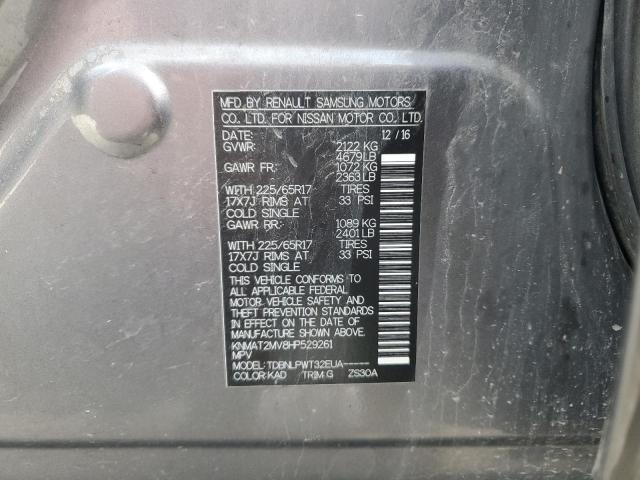 MFD. BY RENAULT SAMSUNG MOTORS
CO. LTD. FOR NISSAN MOTOR CO., LTD.
DATE: 12 / 16
GVWR: 2122 KG
4679 LB
GAWR FR: 1072 KG
2363 LB
WITH 225/65R17 TIRES
17X7J RIMS AT 33 PSI
COLD SINGLE
GAWR RR: 1089 KG
2401 LB
WITH 225/65R17 TIRES
17X7J RIMS AT 33 PSI
COLD SINGLE
THIS VEHICLE CONFORMS TO
ALL APPLICABLE FEDERAL
MOTOR VEHICLE SAFETY AND
THEFT PREVENTION STANDARDS
IN EFFECT ON THE DATE OF
MANUFACTURE
KNMAT2MV8HP529261
MPV
MODEL: TDBNLPWT32EUA-----
COLOR: KAD TRIM: G ZS30A